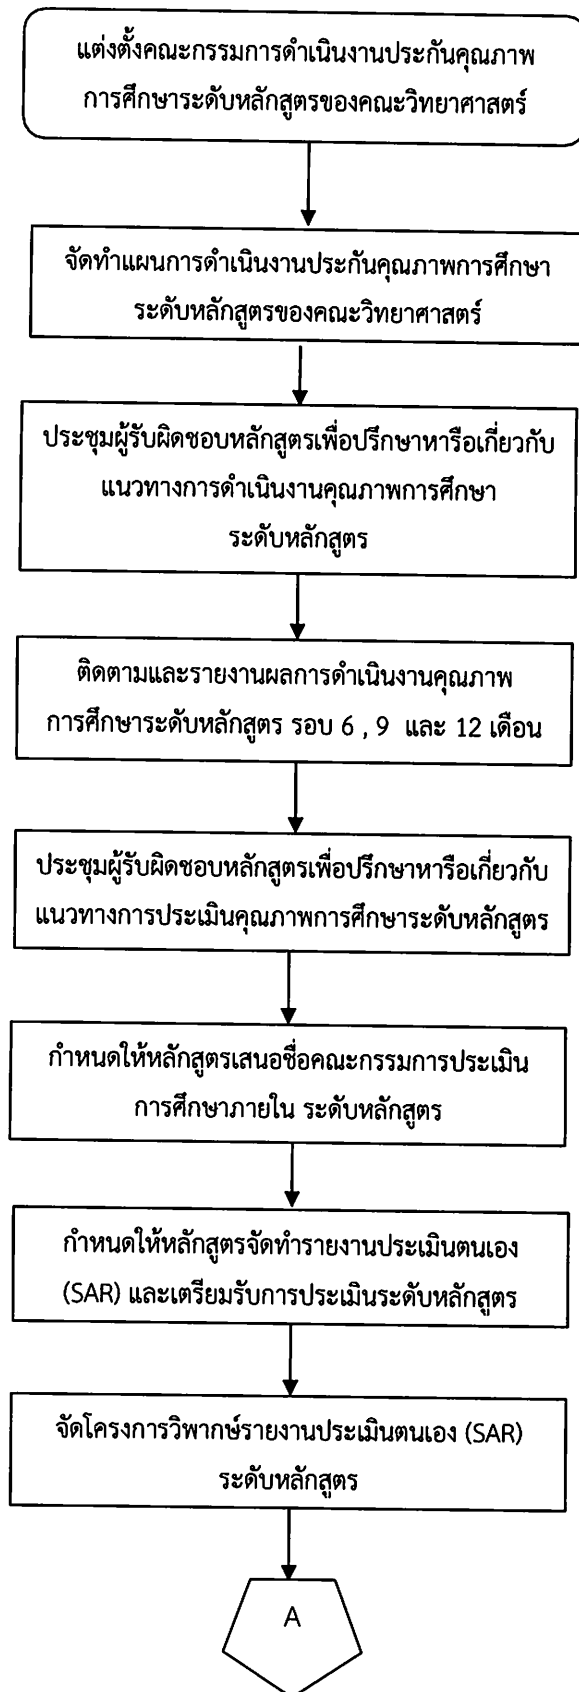 แต่งตั้งคณะกรรมการดำเนินงานประกันคุณภาพ
การศึกษาระดับหลักสูตรของคณะวิทยาศาสตร์
จัดทำแผนการดำเนินงานประกันคุณภาพการศึกษา
ระดับหลักสูตรของคณะวิทยาศาสตร์
ประชุมผู้รับผิดชอบหลักสูตรเพื่อปรึกษาหารือเกี่ยวกับ
แนวทางการดำเนินงานคุณภาพการศึกษา
ระดับหลักสูตร
ติดตามและรายงานผลการดำเนินงานคุณภาพ
การศึกษาระดับหลักสูตร รอบ 6 , 9 และ 12 เดือน
ประชุมผู้รับผิดชอบหลักสูตรเพื่อปรึกษาหารือเกี่ยวกับ
แนวทางการประเมินคุณภาพการศึกษาระดับหลักสูตร
กำหนดให้หลักสูตรเสนอชื่อคณะกรรมการประเมิน
การศึกษาภายใน ระดับหลักสูตร
กำหนดให้หลักสูตรจัดทำรายงานประเมินตนเอง
(SAR) และเตรียมรับการประเมินระดับหลักสูตร
จัดโครงการวิพากษ์รายงานประเมินตนเอง (SAR)
ระดับหลักสูตร
A